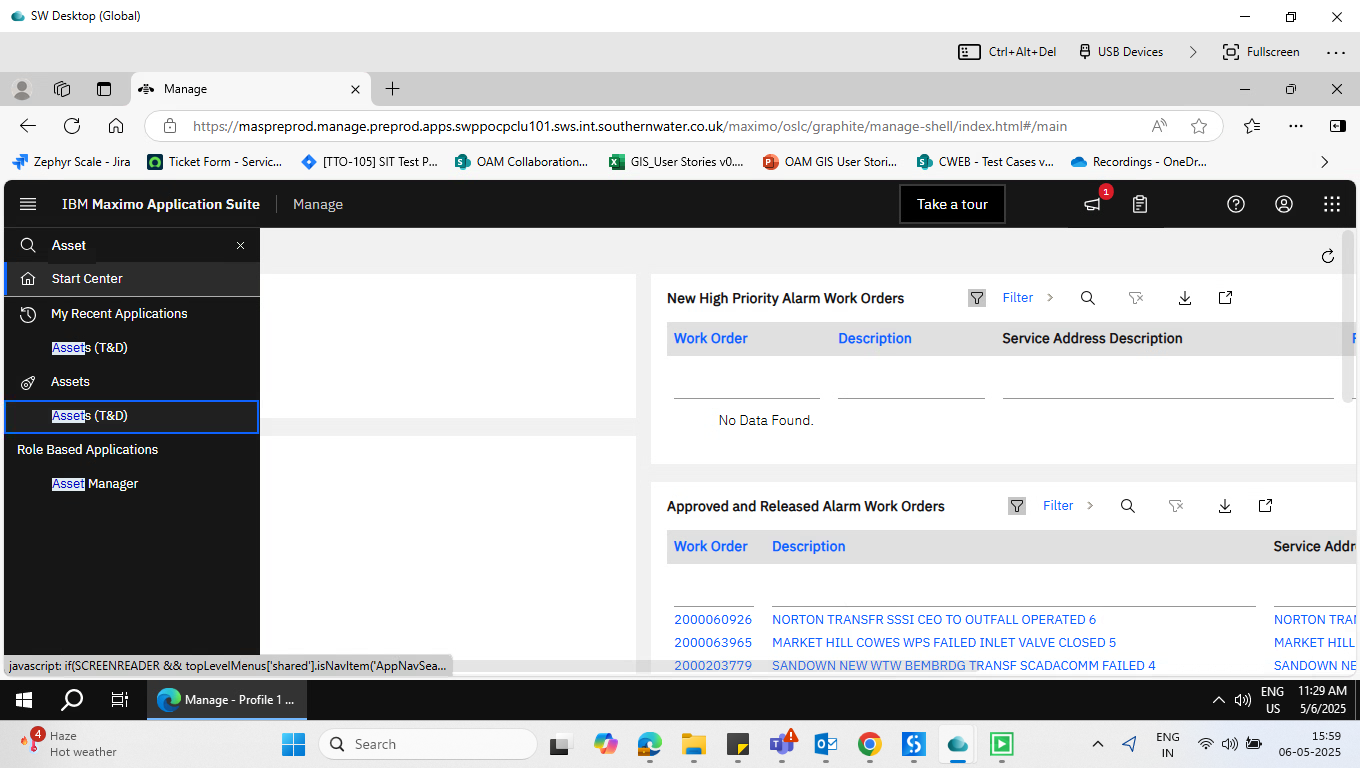 SW Desktop (Global)
Ctrl+Alt+Del
USB Devices
Fullscreen
Manage
https://maspreprod.manage.preprod.apps.swppocpclu101.sws.int.southernwater.co.uk/maximo/oslc/graphite/manage-shell/index.html#/main
Zephyr Scale - Jira
Ticket Form - Servic...
[TTO-105] SIT Test P...
OAM Collaboration...
GIS_User Stories v0....
OAM GIS User Stori...
CWEB - Test Cases v...
Recordings - OneDr...
IBM Maximo Application Suite
Manage
Take a tour
1
Asset
Start Center
My Recent Applications
Assets (T&D)
Assets
Assets (T&D)
Role Based Applications
Asset Manager
New High Priority Alarm Work Orders
Filter
Work Order
Description
Service Address Description
No Data Found.
Approved and Released Alarm Work Orders
Filter
Work Order
Description
Service Addr
2000060926
NORTON TRANSFR SSSI CEO TO OUTFALL OPERATED 6
NORTON TRAN
2000063965
MARKET HILL COWES WPS FAILED INLET VALVE CLOSED 5
MARKET HILL
2000203779
SANDOWN NEW WTW BEMBRDG TRANSF SCADACOMM FAILED 4
SANDOWN NE
javascript: if(SCREENREADER && topLevelMenus['shared'].isNavItem('AppNavSea...
Manage - Profile 1 ...
ENG
US
11:29 AM
5/6/2025
4
Haze
Hot weather
Search
ENG
IN
15:59
06-05-2025